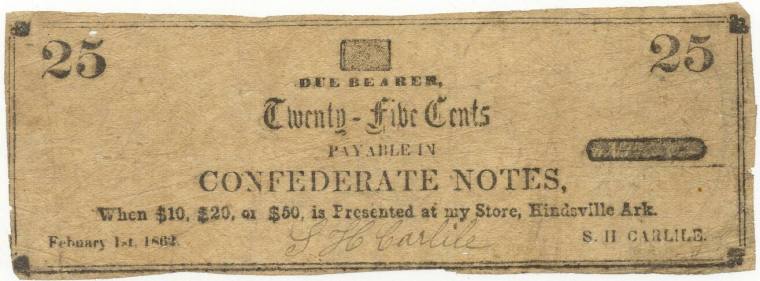 25 25
DUE BEARER,
Twenty-Five Cents
PAYABLE IN
CONFEDERATE NOTES,
When $10, $20, or $50, is Presented at my Store, Hindsville Ark.
Febuary 1st, 1862. S H Carlile S. H CARLILE.